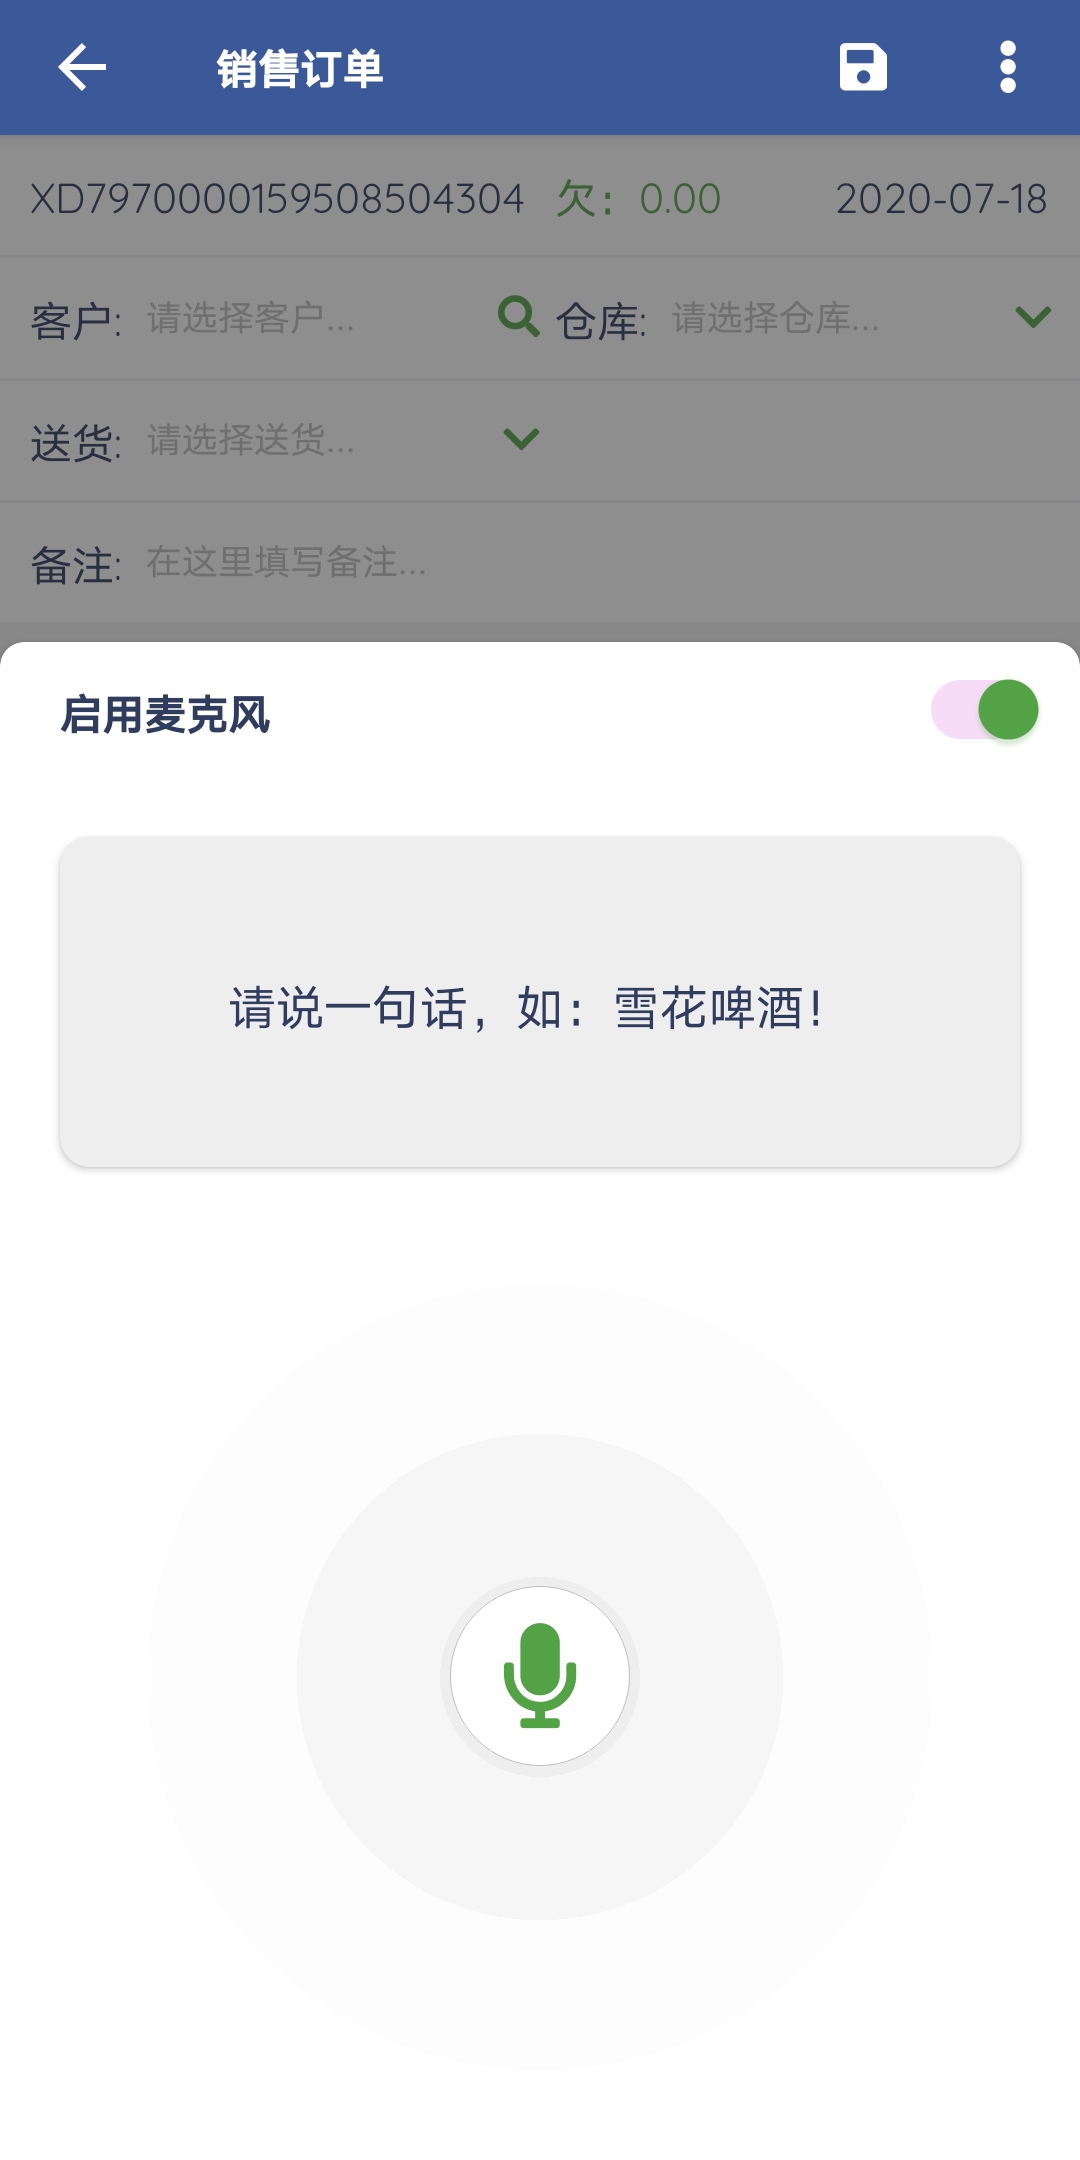 销售订单
XD7970000159508504304 欠：0.00 2020-07-18
客户: 请选择客户... 仓库: 请选择仓库...
送货: 请选择送货...
备注: 在这里填写备注...
启用麦克风
请说一句话，如：雪花啤酒！